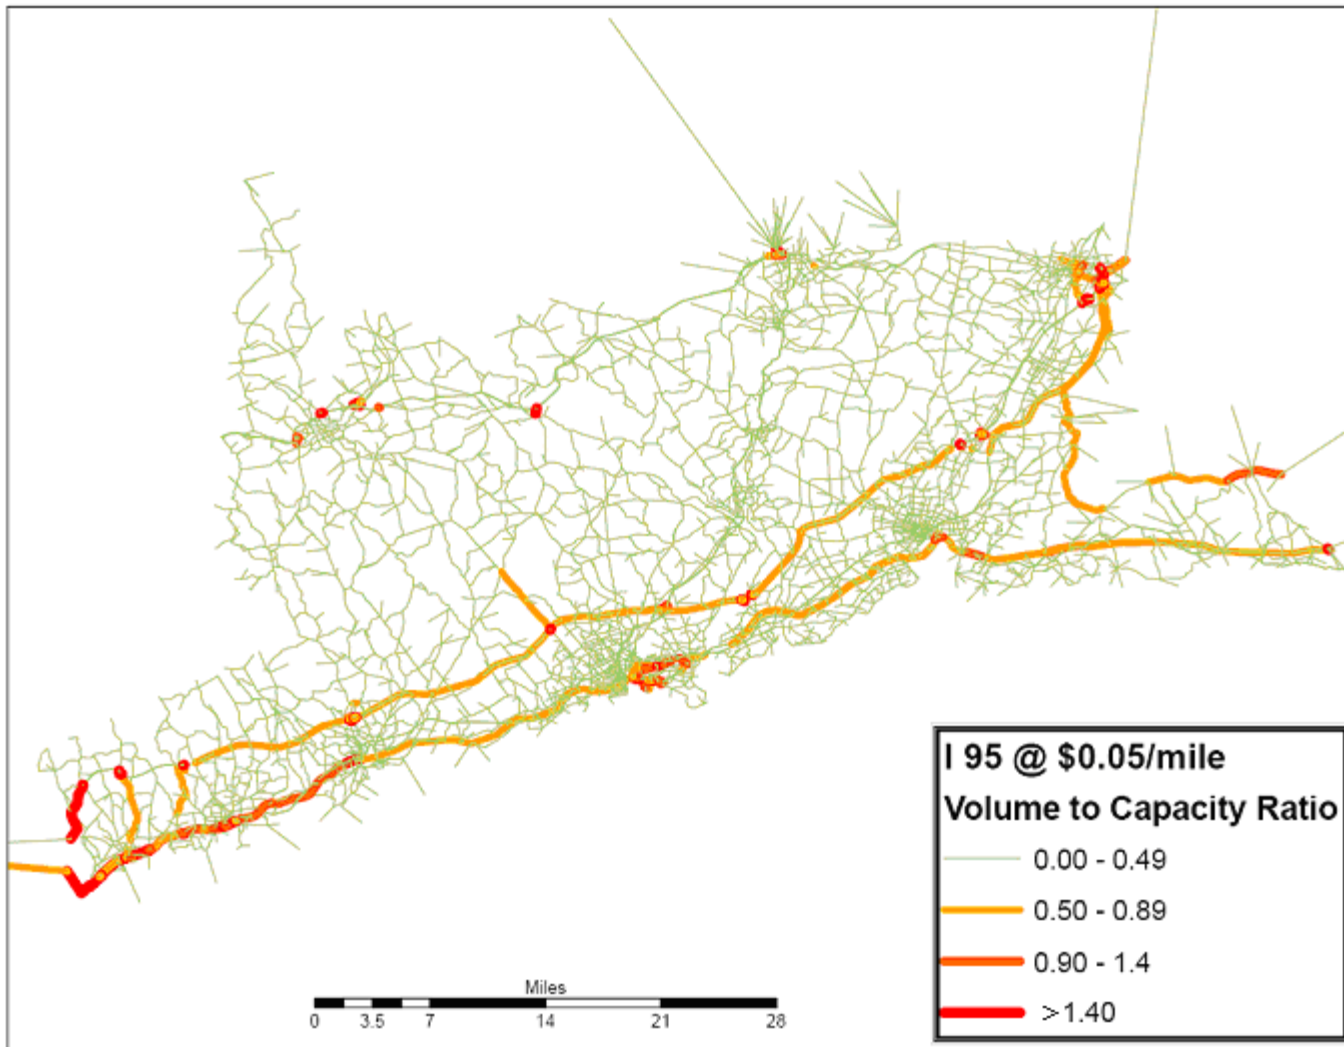 I 95 @ $0.05/mile
Volume to Capacity Ratio
0.00 - 0.49
0.50 - 0.89
0.90 - 1.4
>1.40
Miles
0 3.5 7 14 21 28